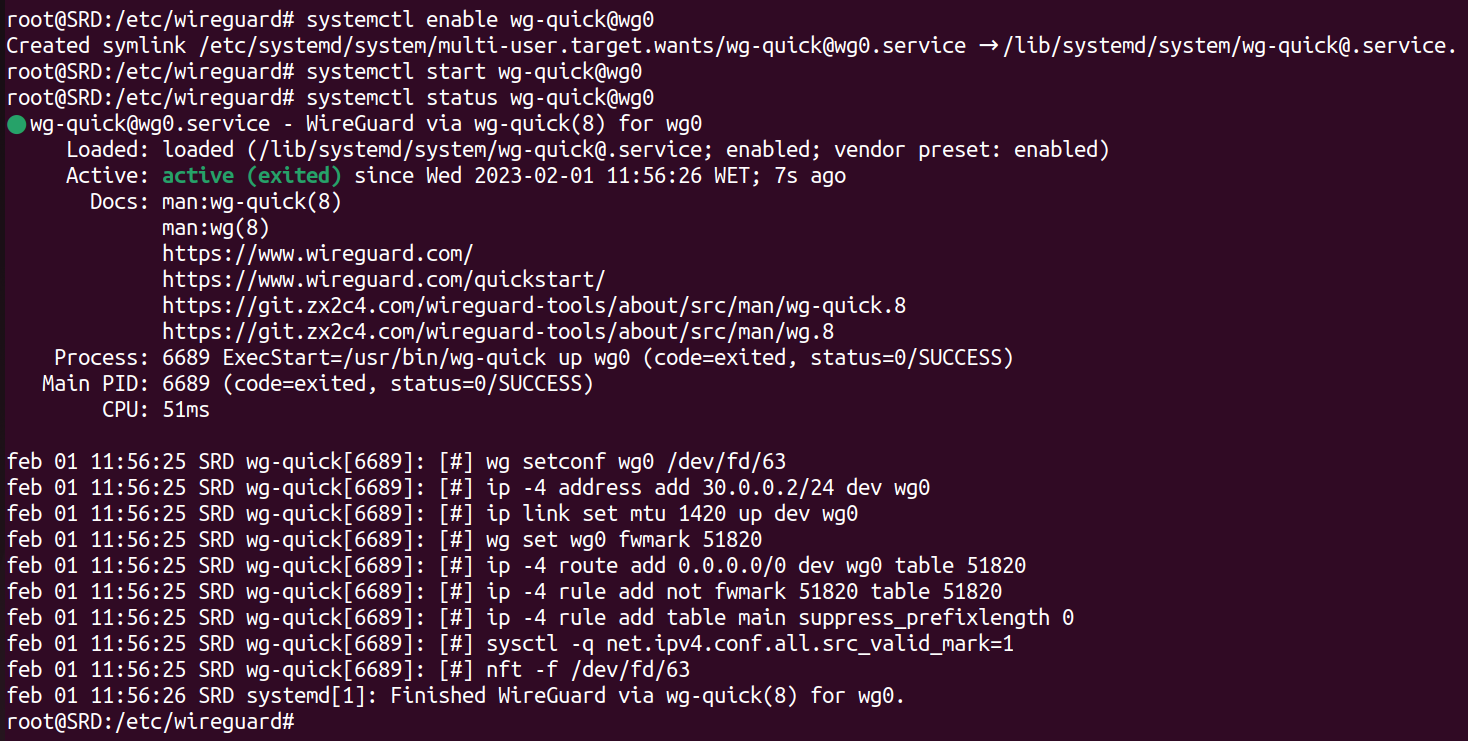 root@SRD:/etc/wireguard# systemctl enable wg-quick@wg0
Created symlink /etc/systemd/system/multi-user.target.wants/wg-quick@wg0.service → /lib/systemd/system/wg-quick@.service.
root@SRD:/etc/wireguard# systemctl start wg-quick@wg0
root@SRD:/etc/wireguard# systemctl status wg-quick@wg0
● wg-quick@wg0.service - WireGuard via wg-quick(8) for wg0
     Loaded: loaded (/lib/systemd/system/wg-quick@.service; enabled; vendor preset: enabled)
     Active: active (exited) since Wed 2023-02-01 11:56:26 WET; 7s ago
       Docs: man:wg-quick(8)
             man:wg(8)
             https://www.wireguard.com/
             https://www.wireguard.com/quickstart/
             https://git.zx2c4.com/wireguard-tools/about/src/man/wg-quick.8
             https://git.zx2c4.com/wireguard-tools/about/src/man/wg.8
    Process: 6689 ExecStart=/usr/bin/wg-quick up wg0 (code=exited, status=0/SUCCESS)
   Main PID: 6689 (code=exited, status=0/SUCCESS)
        CPU: 51ms

feb 01 11:56:25 SRD wg-quick[6689]: [#] wg setconf wg0 /dev/fd/63
feb 01 11:56:25 SRD wg-quick[6689]: [#] ip -4 address add 30.0.0.2/24 dev wg0
feb 01 11:56:25 SRD wg-quick[6689]: [#] ip link set mtu 1420 up dev wg0
feb 01 11:56:25 SRD wg-quick[6689]: [#] wg set wg0 fwmark 51820
feb 01 11:56:25 SRD wg-quick[6689]: [#] ip -4 route add 0.0.0.0/0 dev wg0 table 51820
feb 01 11:56:25 SRD wg-quick[6689]: [#] ip -4 rule add not fwmark 51820 table 51820
feb 01 11:56:25 SRD wg-quick[6689]: [#] ip -4 rule add table main suppress_prefixlength 0
feb 01 11:56:25 SRD wg-quick[6689]: [#] sysctl -q net.ipv4.conf.all.src_valid_mark=1
feb 01 11:56:25 SRD wg-quick[6689]: [#] nft -f /dev/fd/63
feb 01 11:56:26 SRD systemd[1]: Finished WireGuard via wg-quick(8) for wg0.
root@SRD:/etc/wireguard#